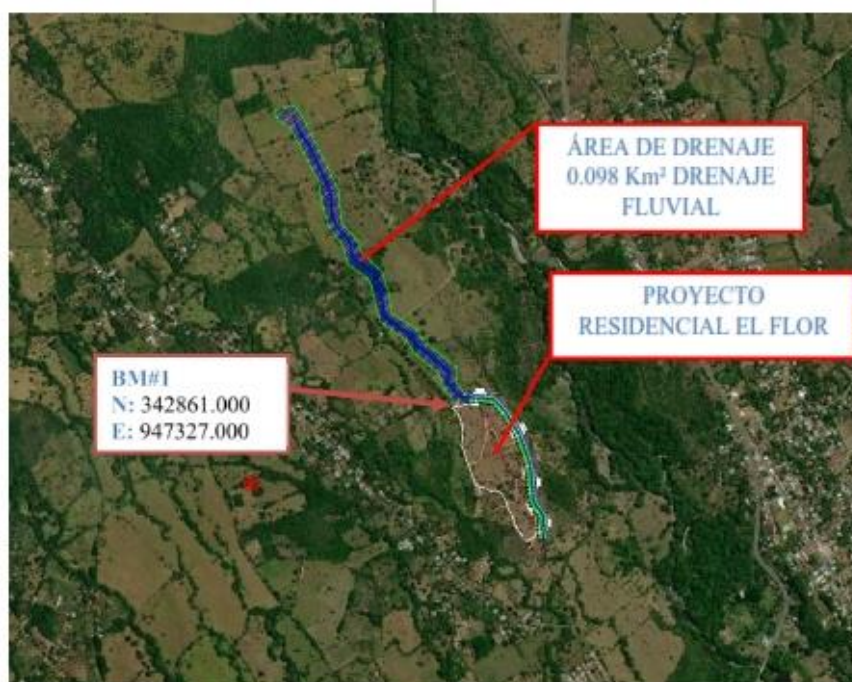 ÁREA DE DRENAJE
0.098 Km² DRENAJE
FLUVIAL
PROYECTO
RESIDENCIAL EL FLOR
BM#1
N: 342861.000
E: 947327.000